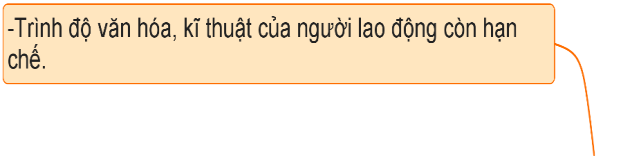 -Trình độ văn hóa, kĩ thuật của người lao động còn hạn
chế.